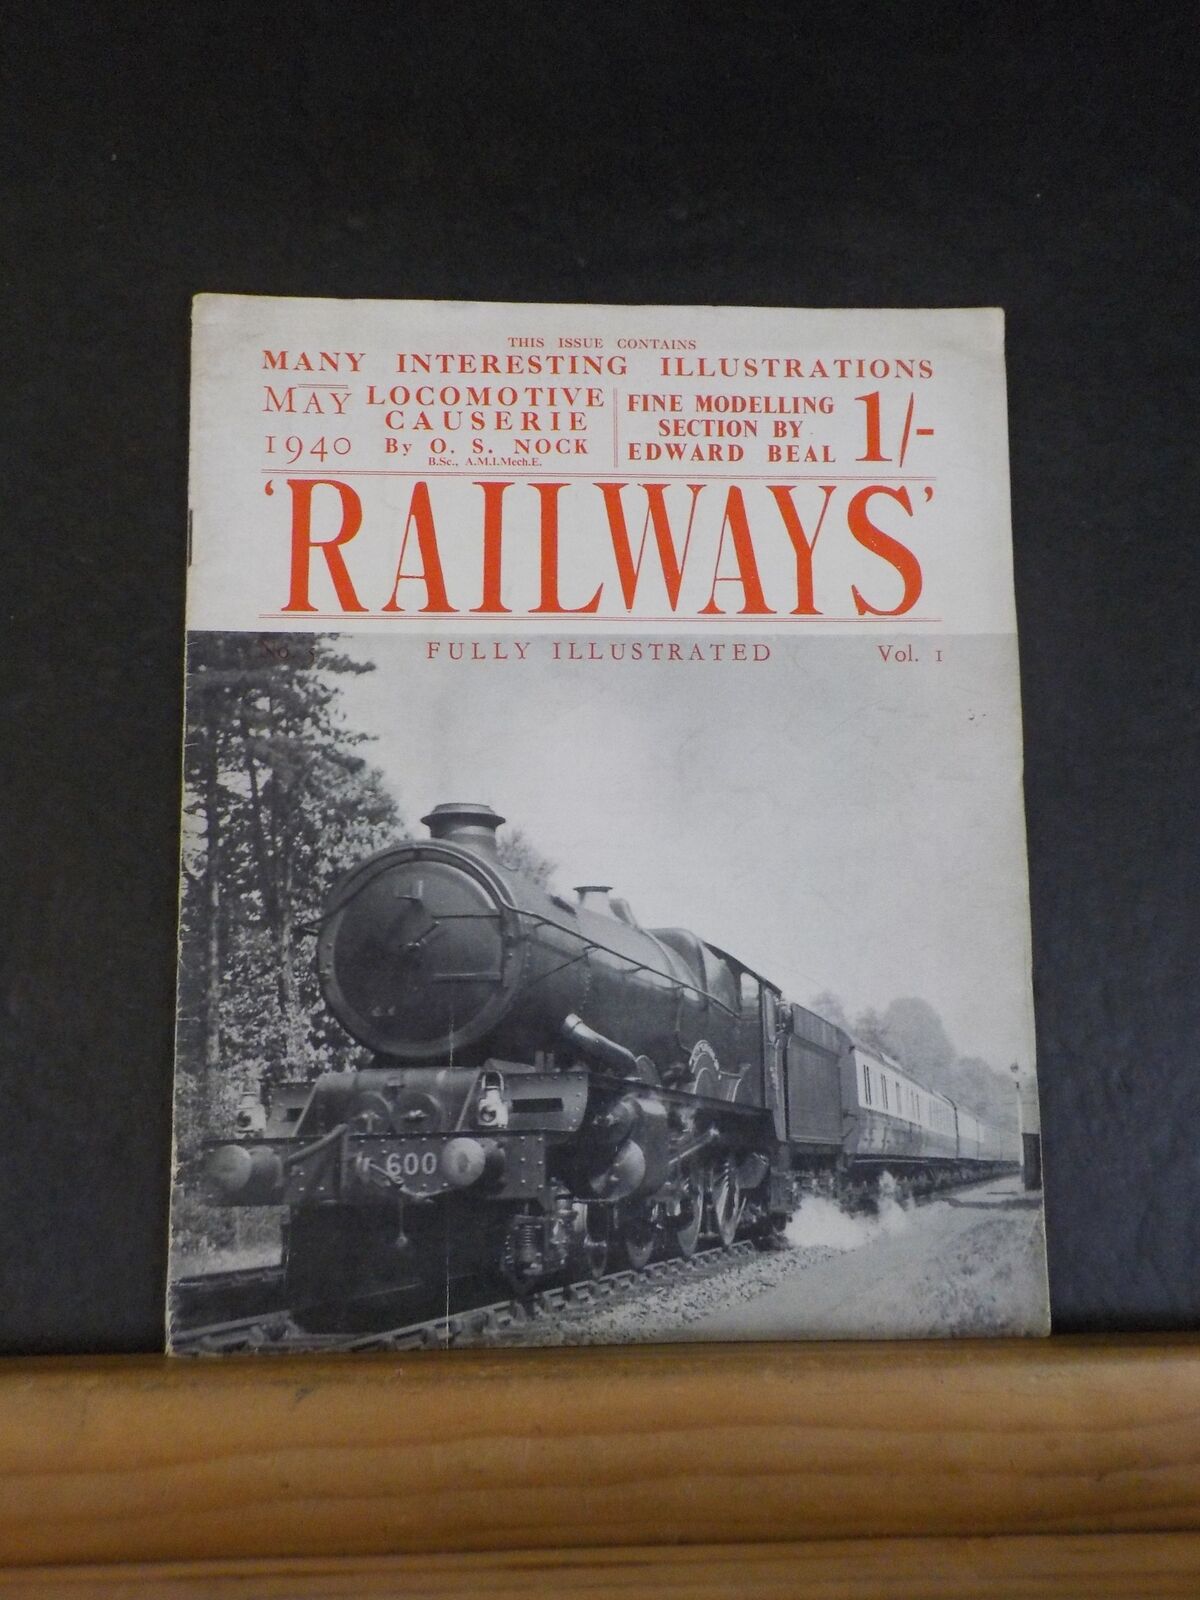 THIS ISSUE CONTAINS
MANY INTERESTING ILLUSTRATIONS
MAY
1940
LOCOMOTIVE
CAUSERIE
By O. S. NOCK
B.Sc., A.M.I.Mech.E.
FINE MODELLING
SECTION BY
EDWARD BEAL
1/-
'RAILWAYS'
No. 5 FULLY ILLUSTRATED Vol. 1
600